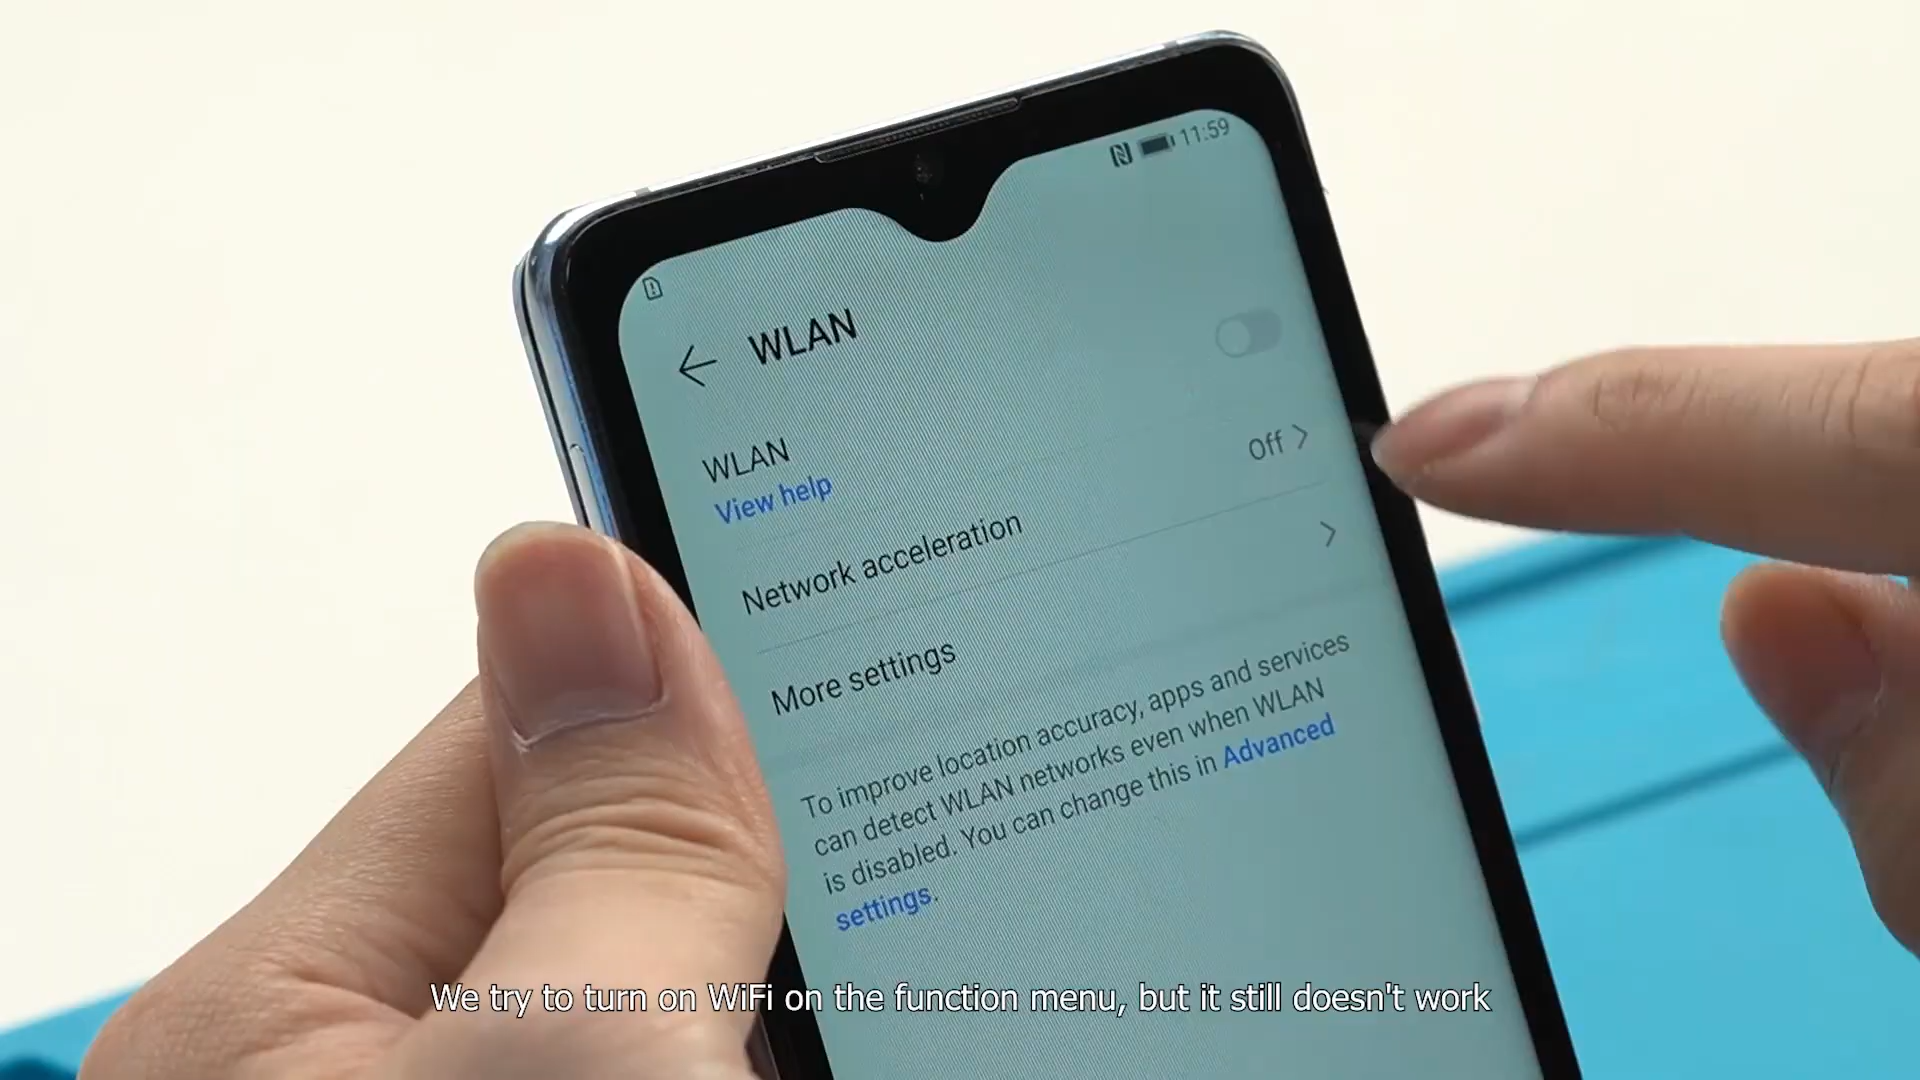 11:59
WLAN
WLAN
View help
Network acceleration Off
More settings
To improve location accuracy, apps and services
can detect WLAN networks even when WLAN
is disabled. You can change this in Advanced
settings.
We try to turn on WiFi on the function menu, but it still doesn't work